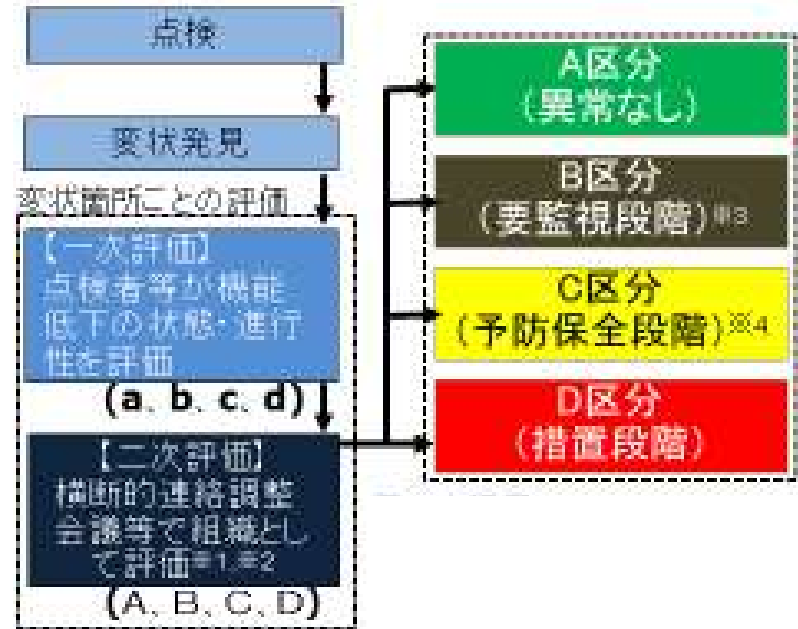 点検
変状発見
変状箇所ごとの評価
【一次評価】
点検者等が機能
低下の状態・進行
性を評価
(a、b、c、d)
【二次評価】
横断的連絡調整
会議等で組織とし
て評価※1.※2
(A、B、C、D)
A区分
(異常なし)
B区分
(要監視段階)※3
C区分
(予防保全段階)※4
D区分
(措置段階)